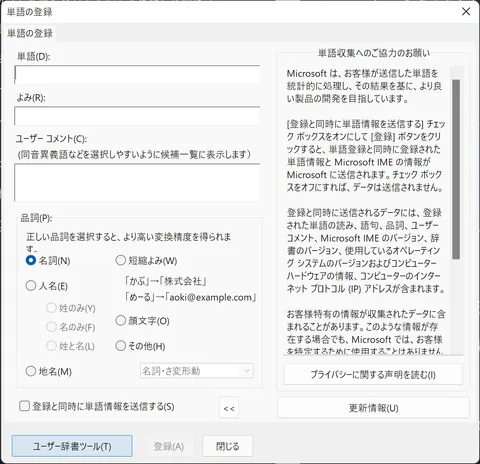 単語の登録
単語の登録
単語(D):
よみ(R):
ユーザー コメント(C):
(同音異義語などを選択しやすいように候補一覧に表示します)
品詞(P):
正しい品詞を選択すると、より高い変換精度を得られま
す。
名詞(N)
短縮よみ(W)
人名(E)
「かぶ」→「株式会社」
「めーる」→「aoki@example.com」
姓のみ(Y)
名のみ(F)
顔文字(O)
姓と名(L)
その他(H)
地名(M)
名詞・さ変形動
登録と同時に単語情報を送信する(S)
<<
ユーザー辞書ツール(T)
登録(A)
閉じる
単語収集へのご協力のお願い
Microsoft は、お客様が送信した単語を
統計的に処理し、その結果を基に、より良
い製品の開発を目指しています。
[登録と同時に単語情報を送信する] チェッ
ク ボックスをオンにして [登録] ボタンをクリ
ックすると、単語登録と同時に登録された
単語情報と Microsoft IME の情報が
Microsoft に送信されます。チェック ボック
スをオフにすれば、データは送信されません。
登録と同時に送信されるデータには、登録
された単語の読み、語句、品詞、ユーザー
コメント、Microsoft IME のバージョン、辞
書のバージョン、使用しているオペレーティ
ング システムのバージョンおよびコンピューター
ハードウェアの情報、コンピューターのインター
ネット プロトコル (IP) アドレスが含まれます。
お客様特有の情報が収集されたデータに含
まれることがあります。このような情報が存
在する場合でも、Microsoft では、お客様
を特定するために使用することはありません
プライバシーに関する声明を読む(I)
更新情報(U)